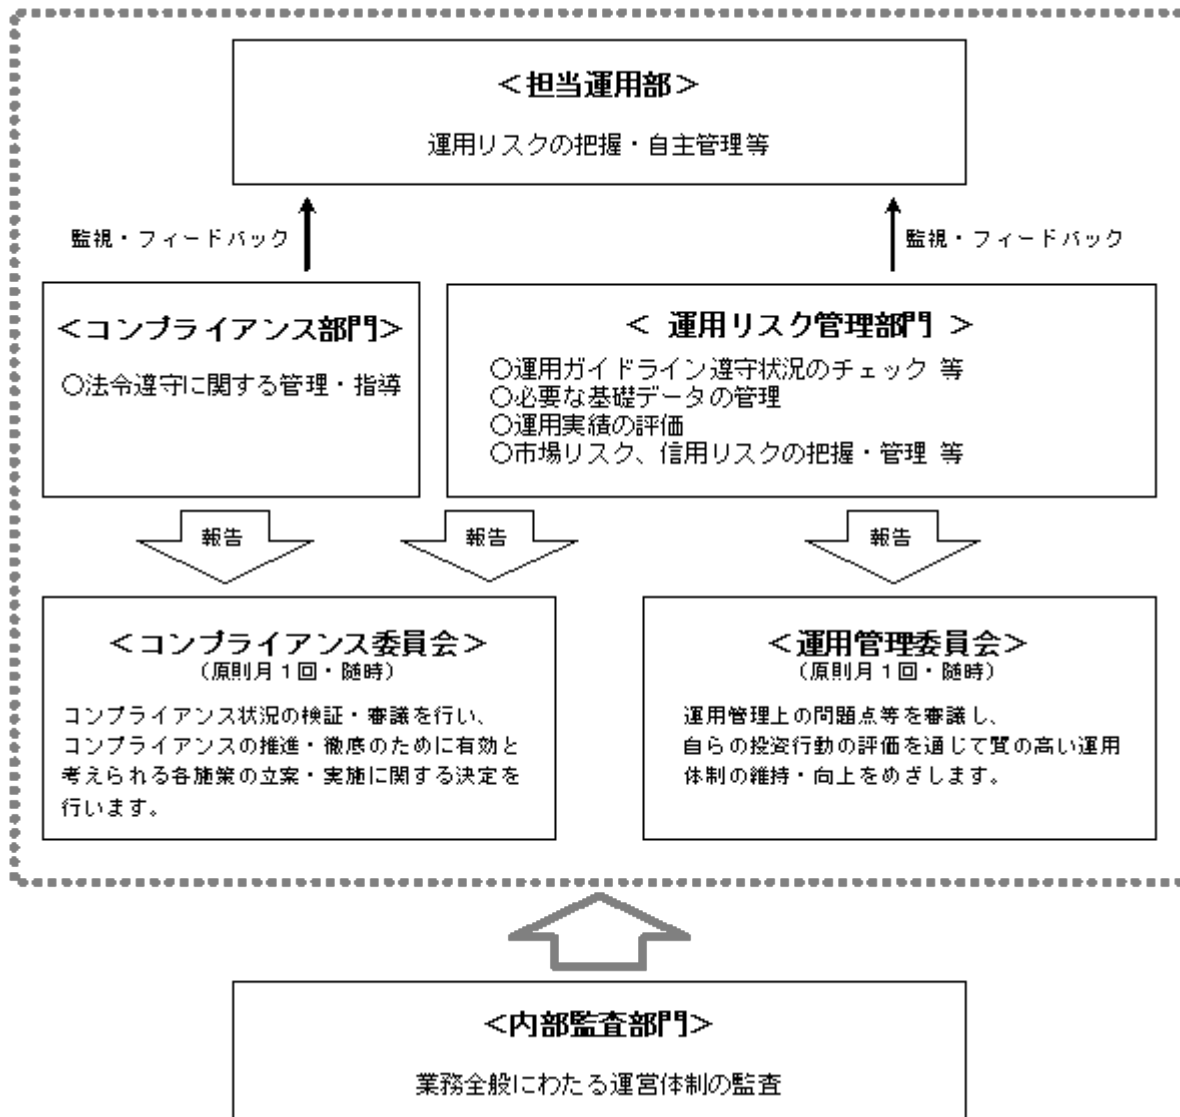 ＜担当運用部＞
運用リスクの把握・自主管理等
監視・フィードバック
監視・フィードバック
＜コンプライアンス部門＞
〇法令遵守に関する管理・指導
＜ 運用リスク管理部門 ＞
〇運用ガイドライン遵守状況のチェック 等
〇必要な基礎データの管理
〇運用実績の評価
〇市場リスク、信用リスクの把握・管理 等
報告
報告
報告
＜コンプライアンス委員会＞
（原則月１回・随時）
コンプライアンス状況の検証・審議を行い、
コンプライアンスの推進・徹底のために有効と
考えられる各施策の立案・実施に関する決定を
行います。
＜運用管理委員会＞
（原則月１回・随時）
運用管理上の問題点等を審議し、
自らの投資行動の評価を通じて質の高い運用
体制の維持・向上をめざします。
＜内部監査部門＞
業務全般にわたる運営体制の監査